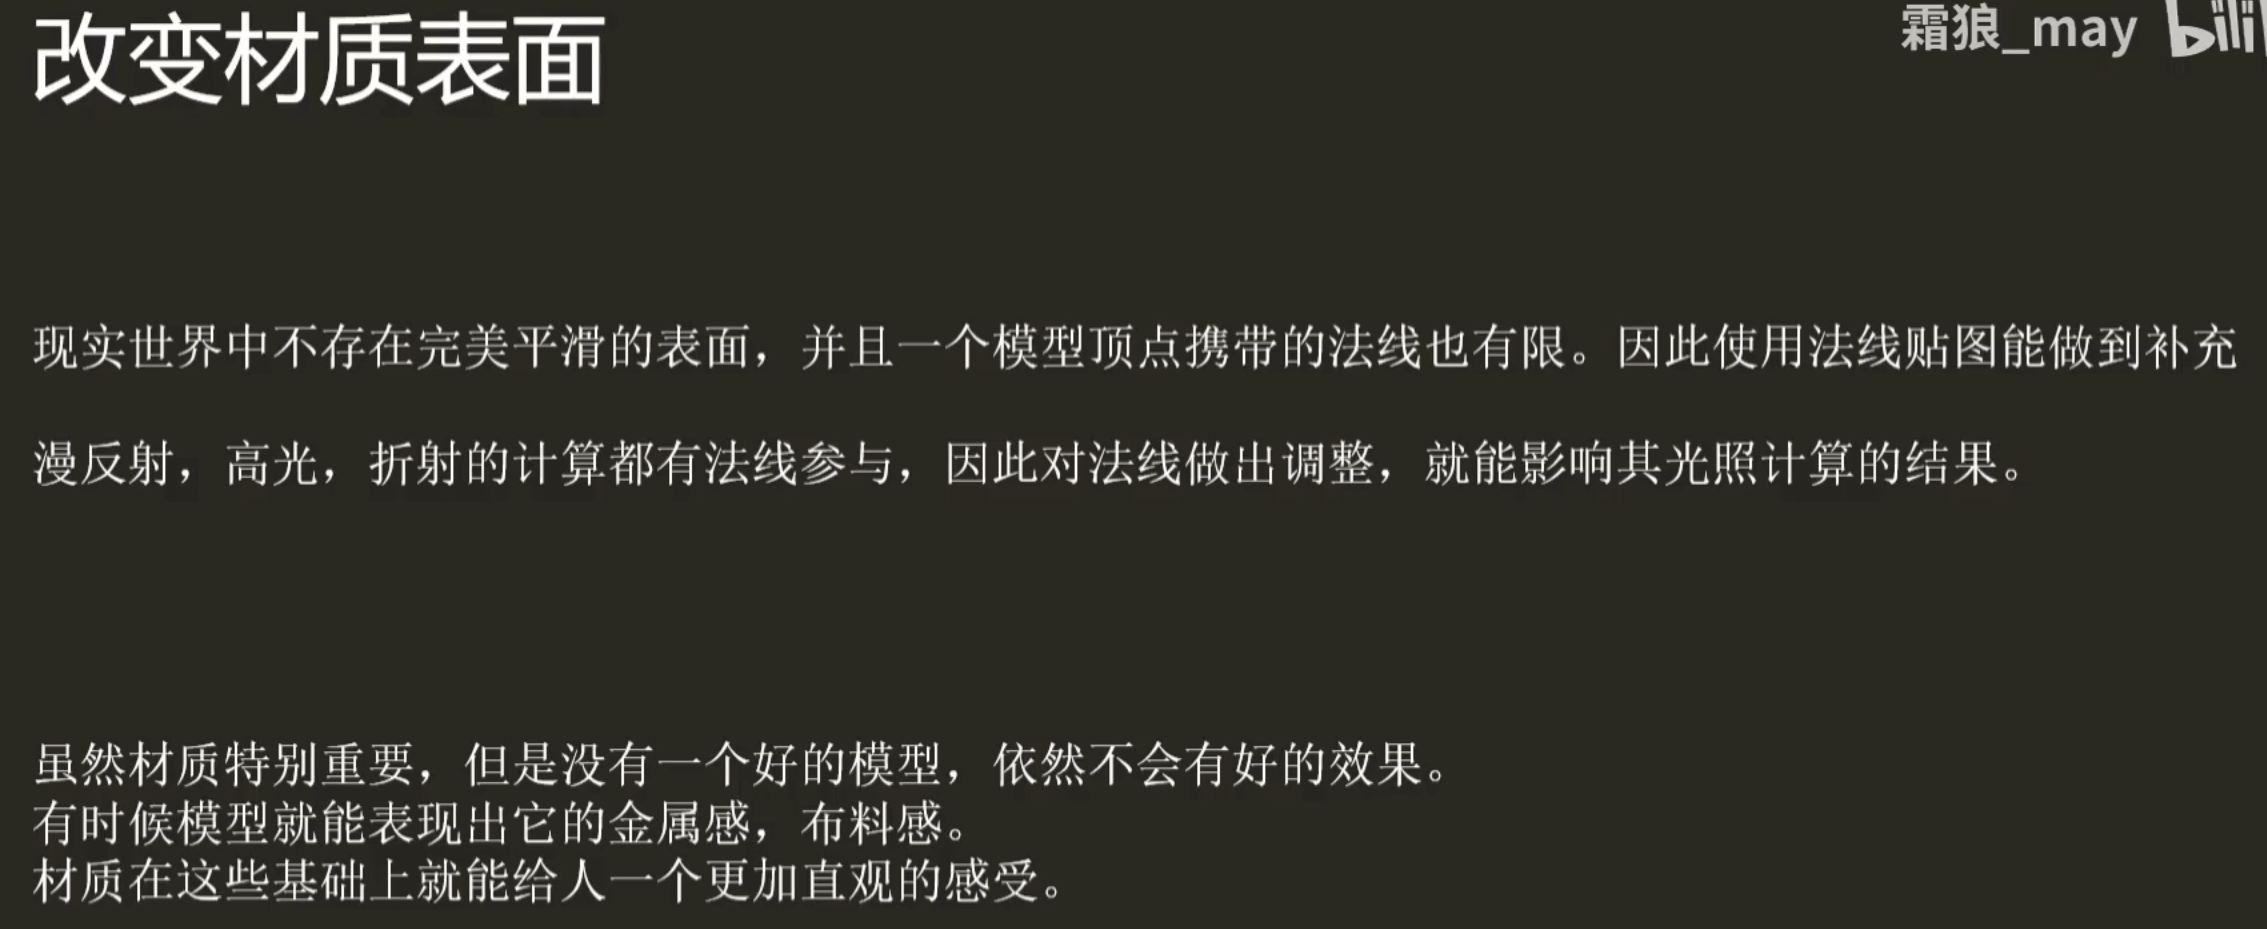 改变材质表面
霜狼_may bilibili
现实世界中不存在完美平滑的表面，并且一个模型顶点携带的法线也有限。因此使用法线贴图能做到补充
漫反射，高光，折射的计算都有法线参与，因此对法线做出调整，就能影响其光照计算的结果。
虽然材质特别重要，但是没有一个好的模型，依然不会有好的效果。
有时候模型就能表现出它的金属感，布料感。
材质在这些基础上就能给人一个更加直观的感受。